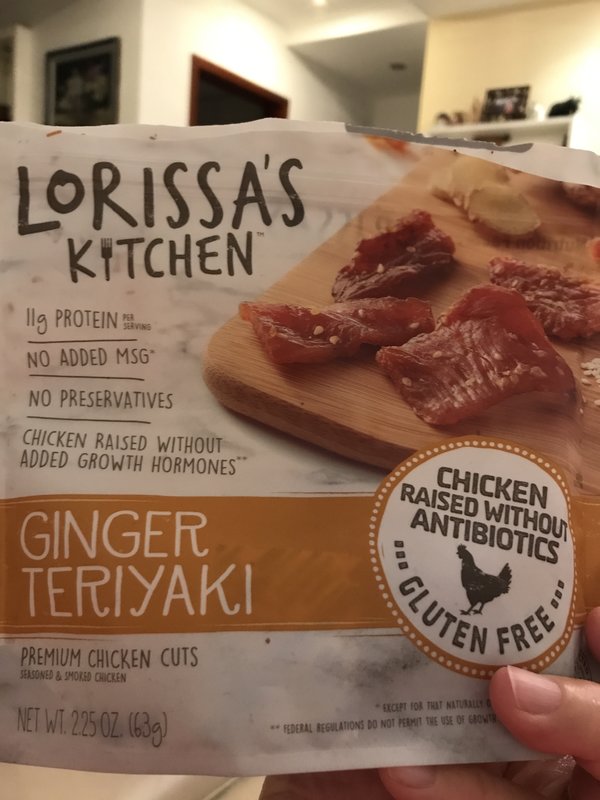 LORISSA'S
KITCHEN™
11g PROTEIN PER SERVING
NO ADDED MSG*
NO PRESERVATIVES
CHICKEN RAISED WITHOUT
ADDED GROWTH HORMONES**
CHICKEN
RAISED WITHOUT
ANTIBIOTICS
GLUTEN FREE
GINGER
TERIYAKI
PREMIUM CHICKEN CUTS
SEASONED & SMOKED CHICKEN
NET WT. 2.25 OZ. (63g)
* EXCEPT FOR THAT NATURALLY
** FEDERAL REGULATIONS DO NOT PERMIT THE USE OF GROWTH